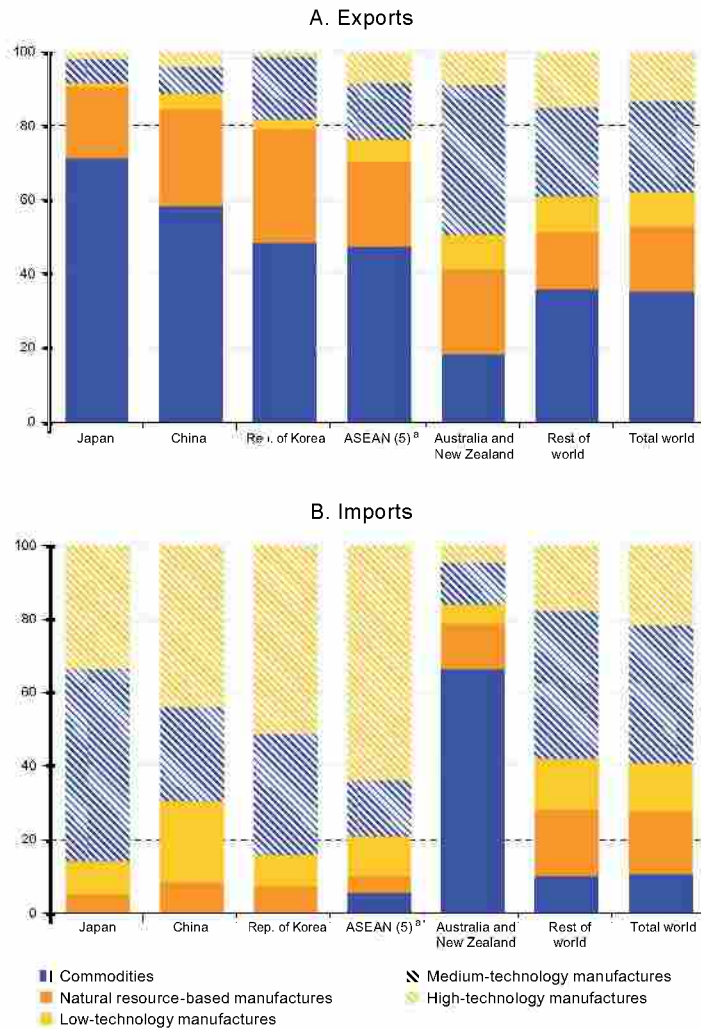 A. Exports
100
80
60
40
20
0
Japan
China
Rep. of Korea
ASEAN (5) a
Australia and
New Zealand
Rest of
world
Total world
B. Imports
100
80
60
40
20
0
Japan
China
Rep. of Korea
ASEAN (5) a
Australia and
New Zealand
Rest of
world
Total world
Commodities
Natural resource-based manufactures
Low-technology manufactures
Medium-technology manufactures
High-technology manufactures